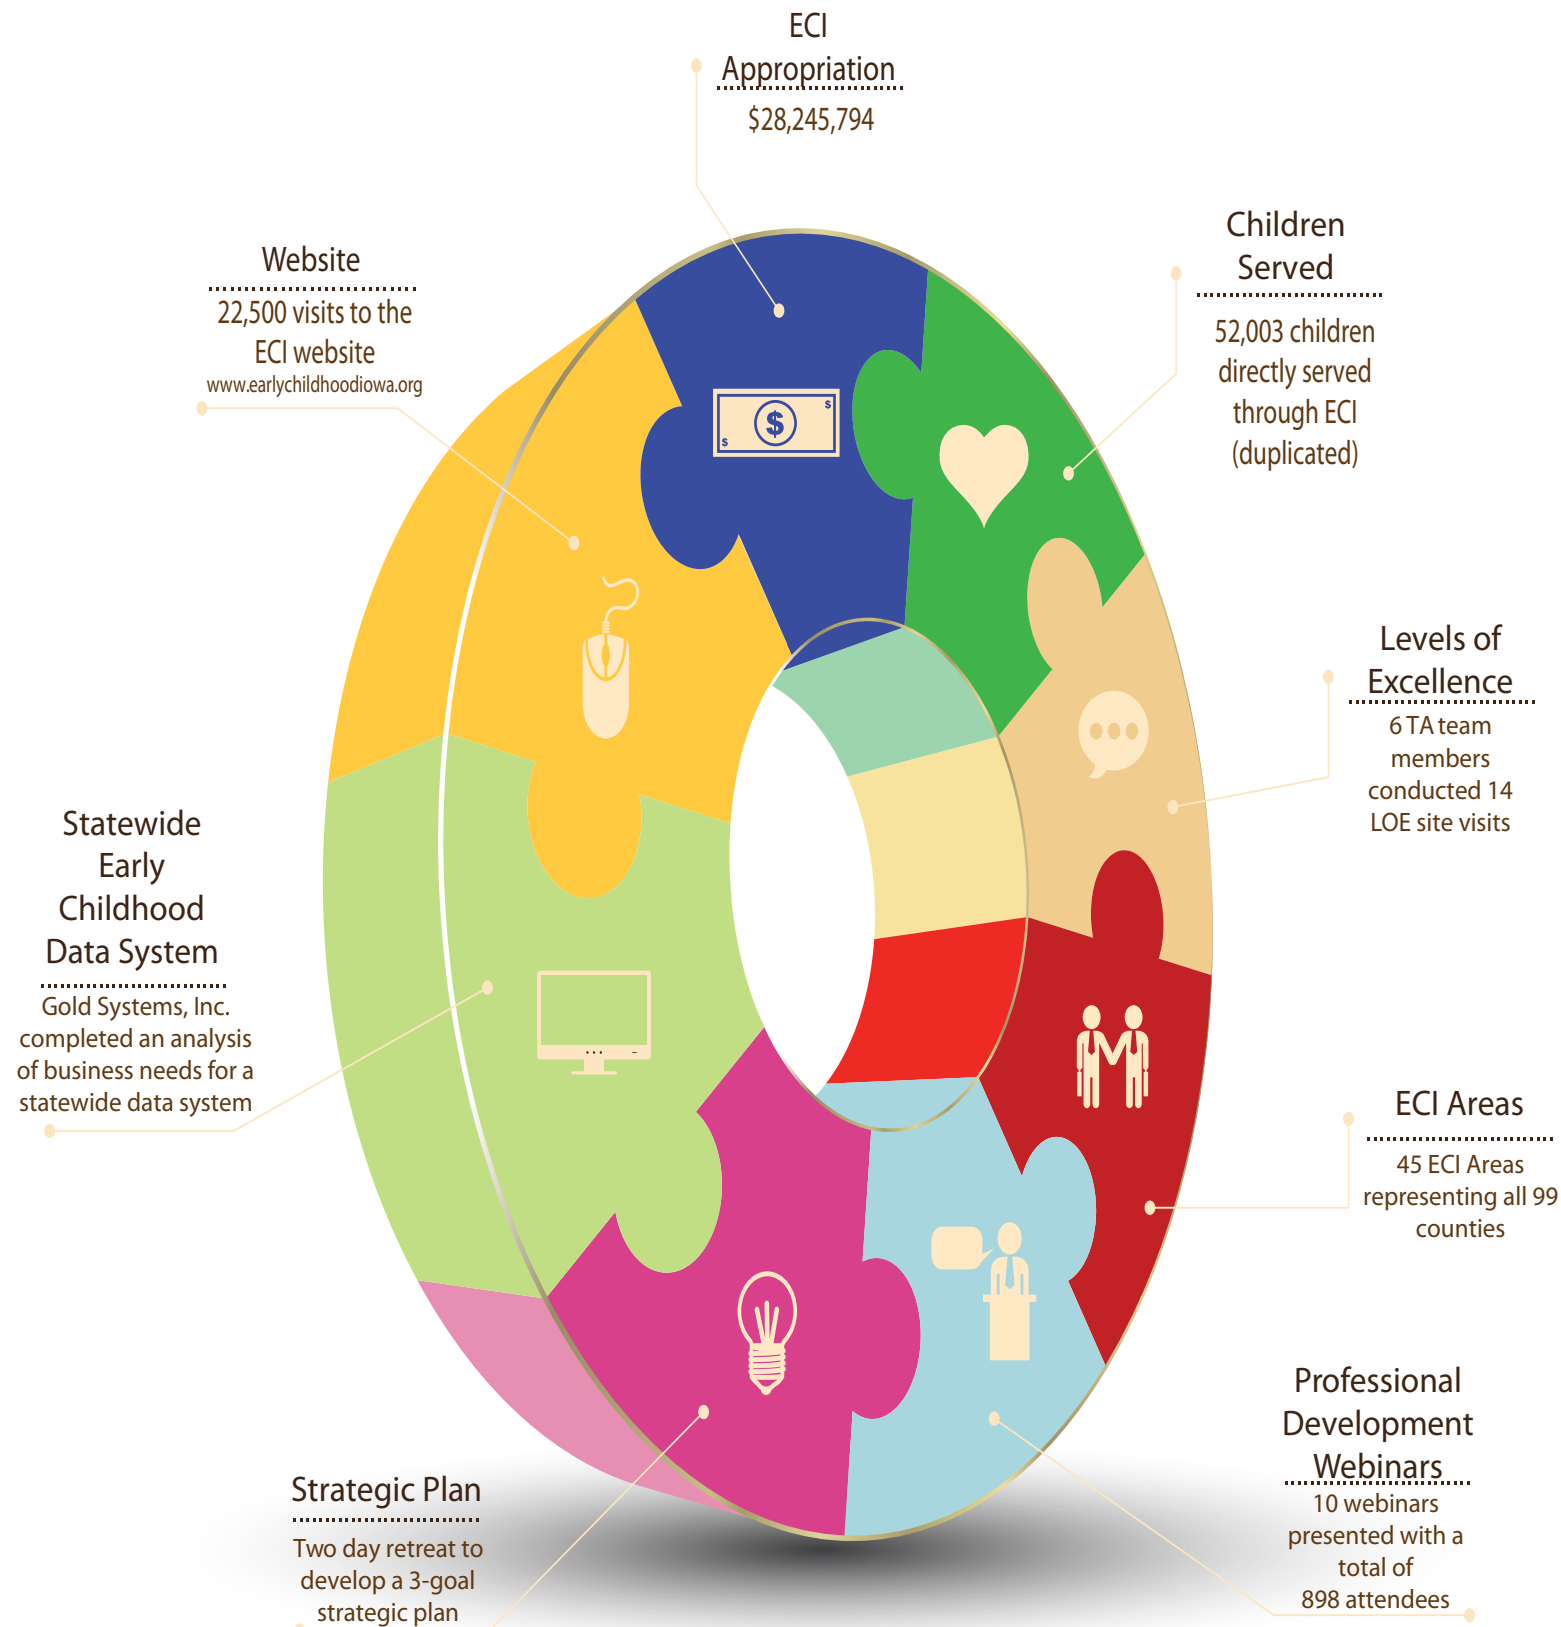 ECI
Appropriation
$28,245,794
Children
Served
52,003 children
directly served
through ECI
(duplicated)
Website
22,500 visits to the
ECI website
www.earlychildhoodiowa.org
$
$
$
Levels of
Excellence
6 TA team
members
conducted 14
LOE site visits
Statewide
Early
Childhood
Data System
Gold Systems, Inc.
completed an analysis
of business needs for a
statewide data system
ECI Areas
45 ECI Areas
representing all 99
counties
Professional
Development
Webinars
10 webinars
presented with a
total of
898 attendees
Strategic Plan
Two day retreat to
develop a 3-goal
strategic plan